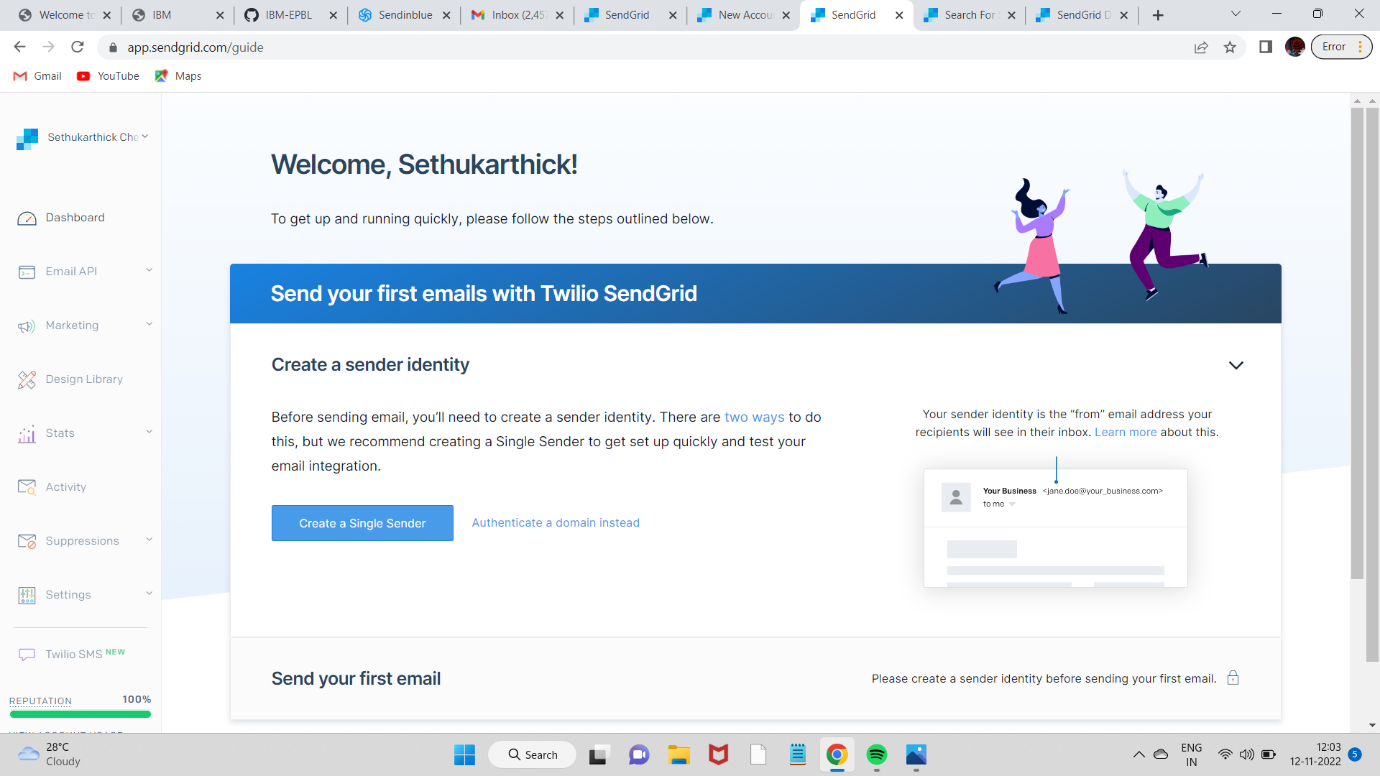 Welcome to
IBM
IBM-EPBL
Sendinblue
Inbox (2,45
SendGrid
New Accou
SendGrid
Search For
SendGrid D
app.sendgrid.com/guide
Error
Gmail
YouTube
Maps
Sethukarthick Che
Dashboard
Email API
Marketing
Design Library
Stats
Activity
Suppressions
Settings
Twilio SMS NEW
REPUTATION 100%
Welcome, Sethukarthick!
To get up and running quickly, please follow the steps outlined below.
Send your first emails with Twilio SendGrid
Create a sender identity
Before sending email, you'll need to create a sender identity. There are two ways to do
this, but we recommend creating a Single Sender to get set up quickly and test your
email integration.
Create a Single Sender
Authenticate a domain instead
Your sender identity is the “from” email address your
recipients will see in their inbox. Learn more about this.
Your Business <jane.doe@your_business.com>
to me
Send your first email
Please create a sender identity before sending your first email.
28°C
Cloudy
Search
ENG
IN
12:03
12-11-2022
5